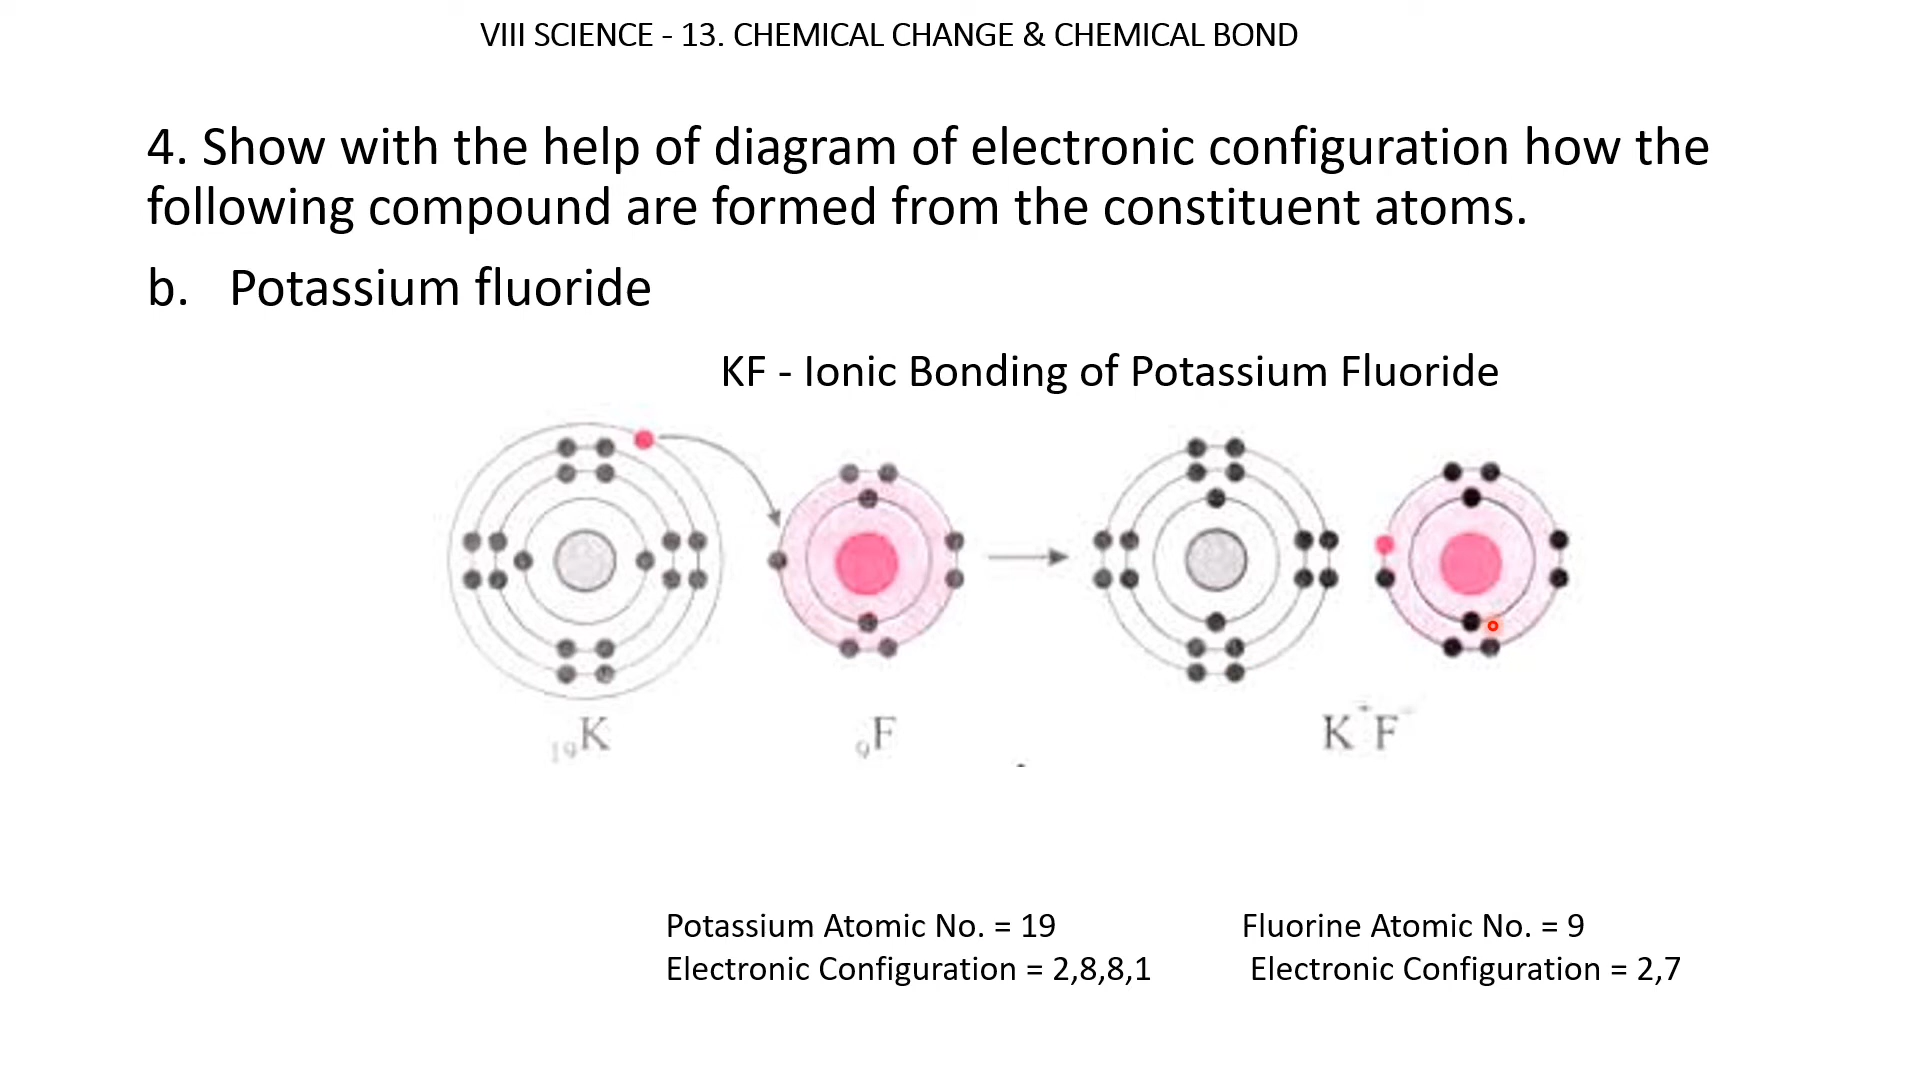 VIII SCIENCE - 13. CHEMICAL CHANGE & CHEMICAL BOND
4. Show with the help of diagram of electronic configuration how the
following compound are formed from the constituent atoms.
b. Potassium fluoride
KF - Ionic Bonding of Potassium Fluoride
₁₉K ₉F K⁺F⁻
Potassium Atomic No. = 19 Fluorine Atomic No. = 9
Electronic Configuration = 2,8,8,1 Electronic Configuration = 2,7